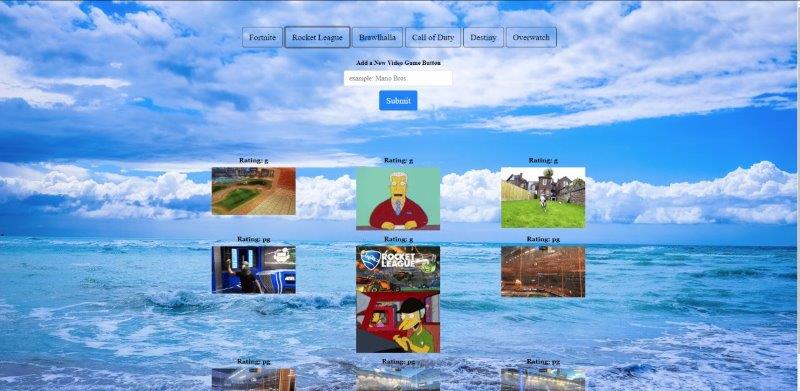 Fortnite Rocket League Brawlhalla Call of Duty Destiny Overwatch
Add a New Video Game Button
example: Mario Bros.
Submit
Rating: g Rating: g Rating: g
Rating: pg Rating: g Rating: pg
ROCKET
LEAGUE
Rating: pg Rating: pg Rating: pg